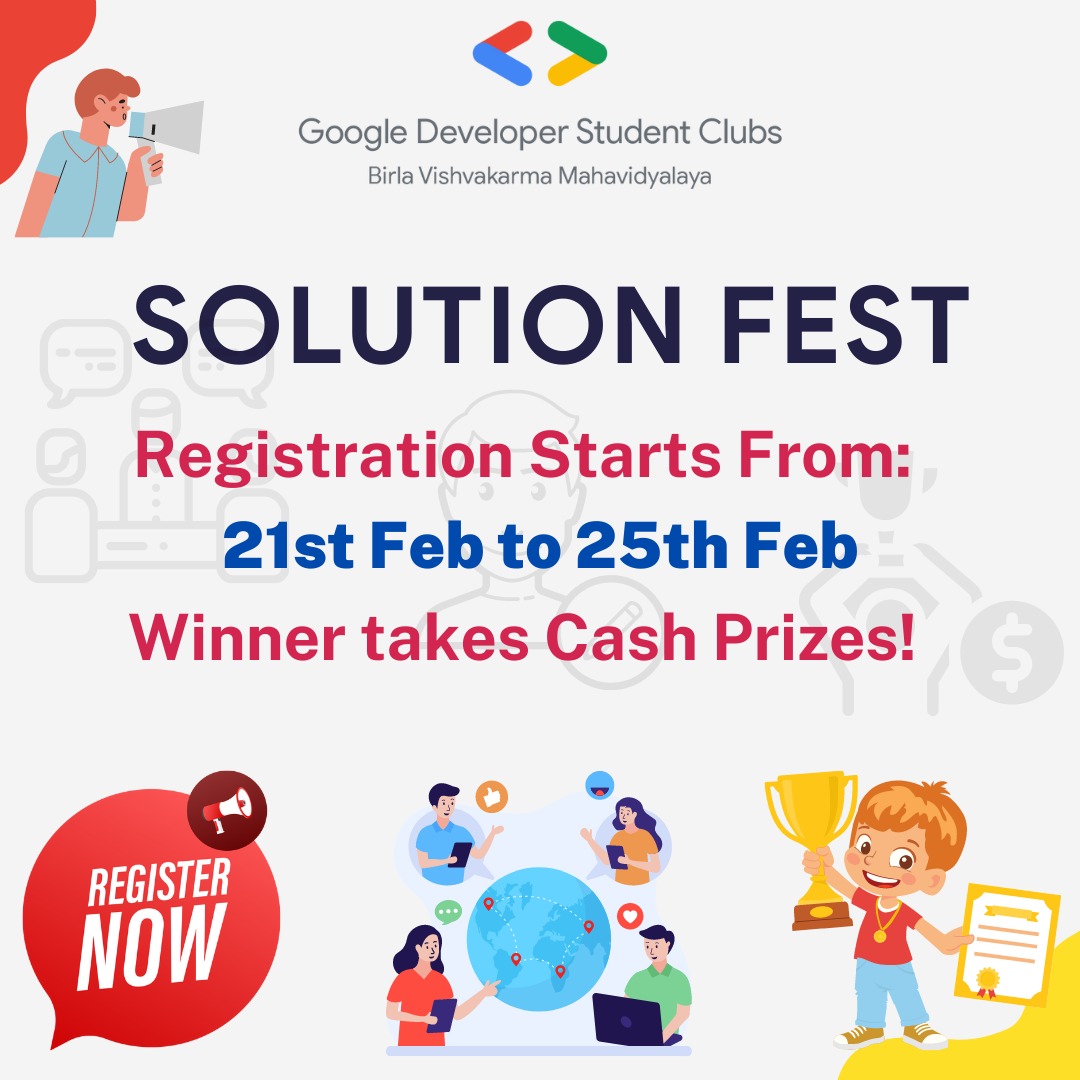 Google Developer Student Clubs
Birla Vishvakarma Mahavidyalaya
SOLUTION FEST
Registration Starts From:
21st Feb to 25th Feb
Winner takes Cash Prizes!
REGISTER
NOW